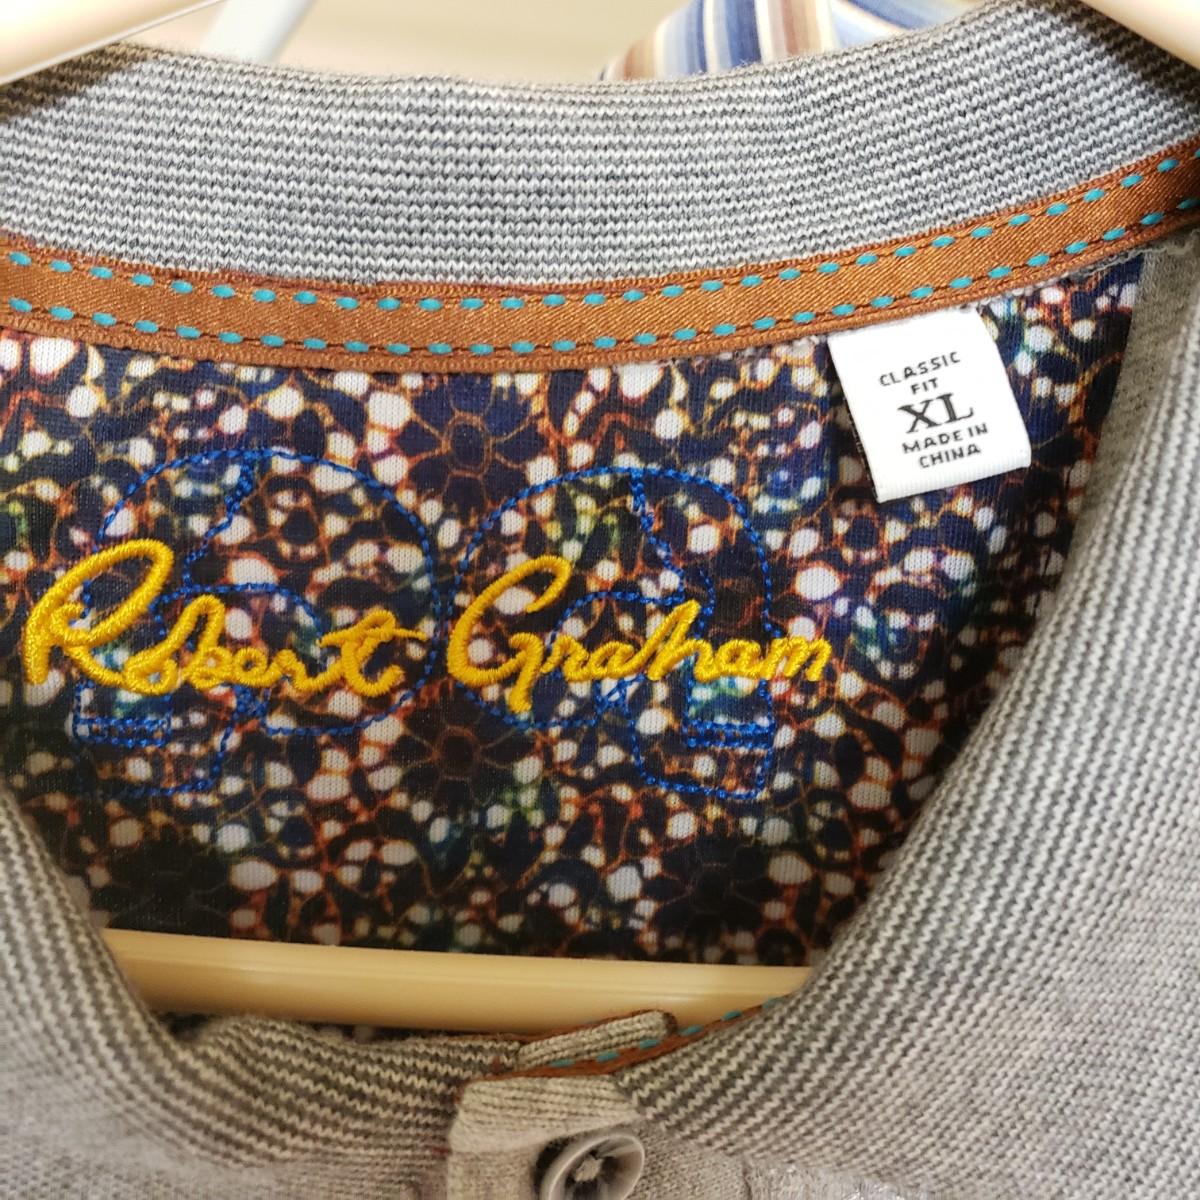 Robert Graham
CLASSIC
FIT
XL
MADE IN
CHINA